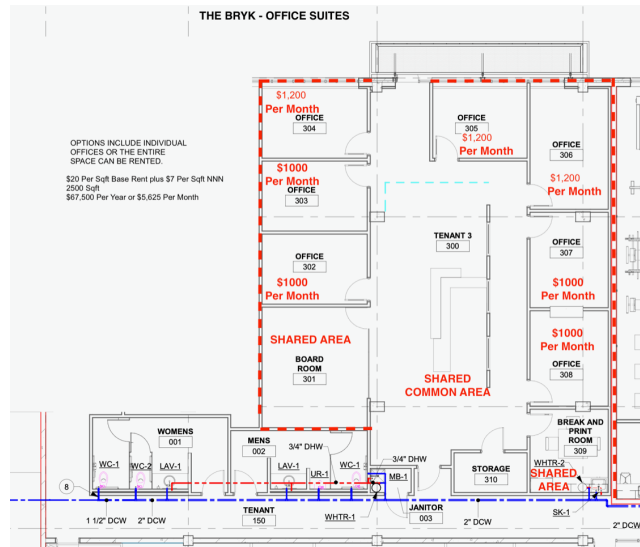 THE BRYK - OFFICE SUITES
OPTIONS INCLUDE INDIVIDUAL
OFFICES OR THE ENTIRE
SPACE CAN BE RENTED.
$20 Per Sqft Base Rent plus $7 Per Sqft NNN
2500 Sqft
$67,500 Per Year or $5,625 Per Month
$1,200
Per Month
OFFICE
304
OFFICE
305
$1,200
Per Month
OFFICE
306
$1,200
Per Month
$1000
Per Month
OFFICE
303
TENANT 3
300
OFFICE
302
$1000
Per Month
OFFICE
307
$1000
Per Month
SHARED AREA
BOARD
ROOM
301
$1000
Per Month
OFFICE
308
SHARED
COMMON AREA
WOMENS
001
MENS
002
3/4" DHW
BREAK AND
PRINT
ROOM
309
WC-1
WC-2
LAV-1
LAV-1
UR-1
WC-1
3/4" DHW
MB-1
STORAGE
310
WHTR-2
SHARED
AREA
8
1 1/2" DCW
2" DCW
TENANT
150
WHTR-1
JANITOR
003
2" DCW
SK-1
2" DCW